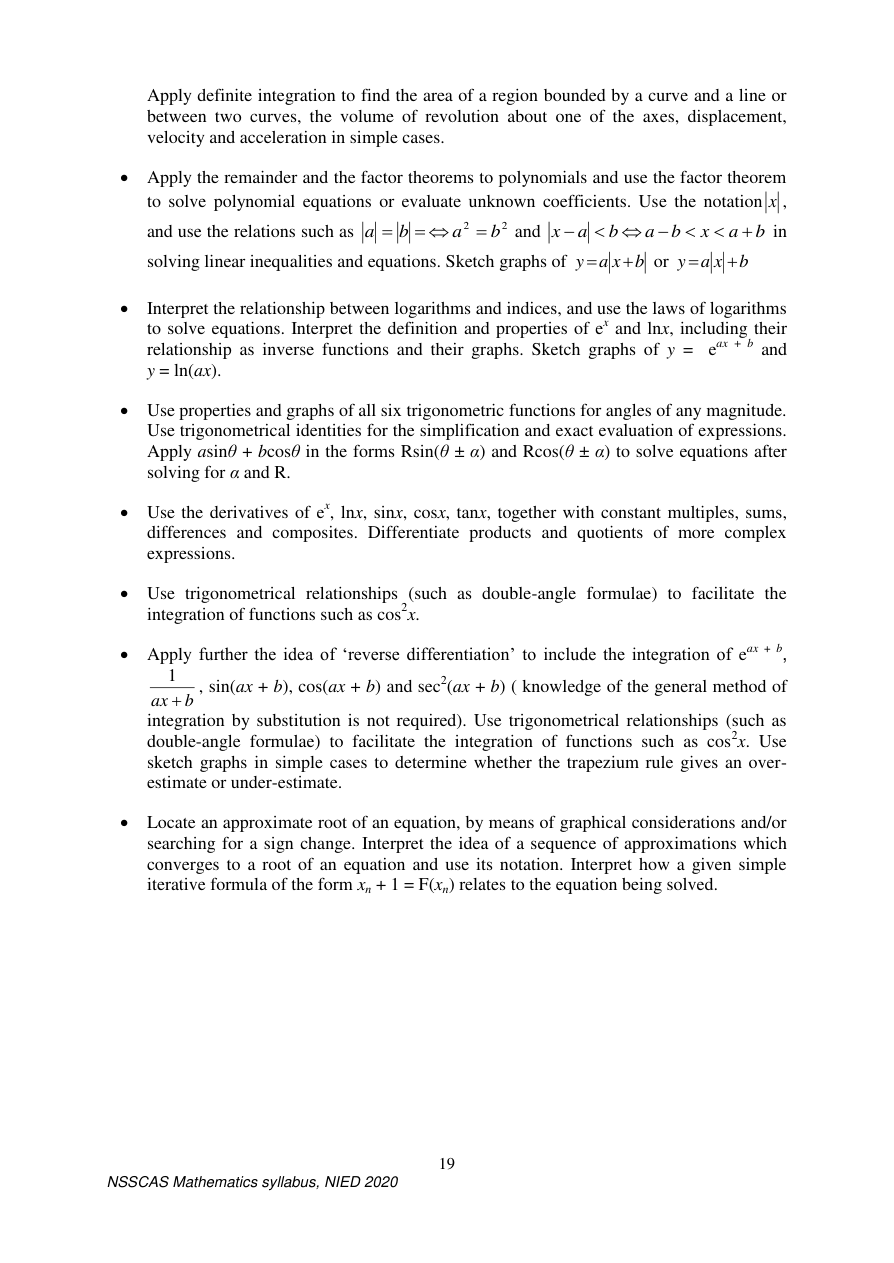 Apply definite integration to find the area of a region bounded by a curve and a line or
between two curves, the volume of revolution about one of the axes, displacement,
velocity and acceleration in simple cases.
• Apply the remainder and the factor theorems to polynomials and use the factor theorem
to solve polynomial equations or evaluate unknown coefficients. Use the notation |x| ,
and use the relations such as |a| = |b| = ⇔ a² = b² and |x − a| < b ⇔ a − b < x < a + b in
solving linear inequalities and equations. Sketch graphs of y = a|x + b| or y = a|x| + b
• Interpret the relationship between logarithms and indices, and use the laws of logarithms
to solve equations. Interpret the definition and properties of eˣ and lnx, including their
relationship as inverse functions and their graphs. Sketch graphs of y = e^(ax + b) and
y = ln(ax).
• Use properties and graphs of all six trigonometric functions for angles of any magnitude.
Use trigonometrical identities for the simplification and exact evaluation of expressions.
Apply asinθ + bcosθ in the forms Rsin(θ ± α) and Rcos(θ ± α) to solve equations after
solving for α and R.
• Use the derivatives of eˣ, lnx, sinx, cosx, tanx, together with constant multiples, sums,
differences and composites. Differentiate products and quotients of more complex
expressions.
• Use trigonometrical relationships (such as double-angle formulae) to facilitate the
integration of functions such as cos²x.
• Apply further the idea of ‘reverse differentiation’ to include the integration of e^(ax + b),
1/(ax + b) , sin(ax + b), cos(ax + b) and sec²(ax + b) ( knowledge of the general method of
integration by substitution is not required). Use trigonometrical relationships (such as
double-angle formulae) to facilitate the integration of functions such as cos²x. Use
sketch graphs in simple cases to determine whether the trapezium rule gives an over-
estimate or under-estimate.
• Locate an approximate root of an equation, by means of graphical considerations and/or
searching for a sign change. Interpret the idea of a sequence of approximations which
converges to a root of an equation and use its notation. Interpret how a given simple
iterative formula of the form xₙ + 1 = F(xₙ) relates to the equation being solved.
19
NSSCAS Mathematics syllabus, NIED 2020